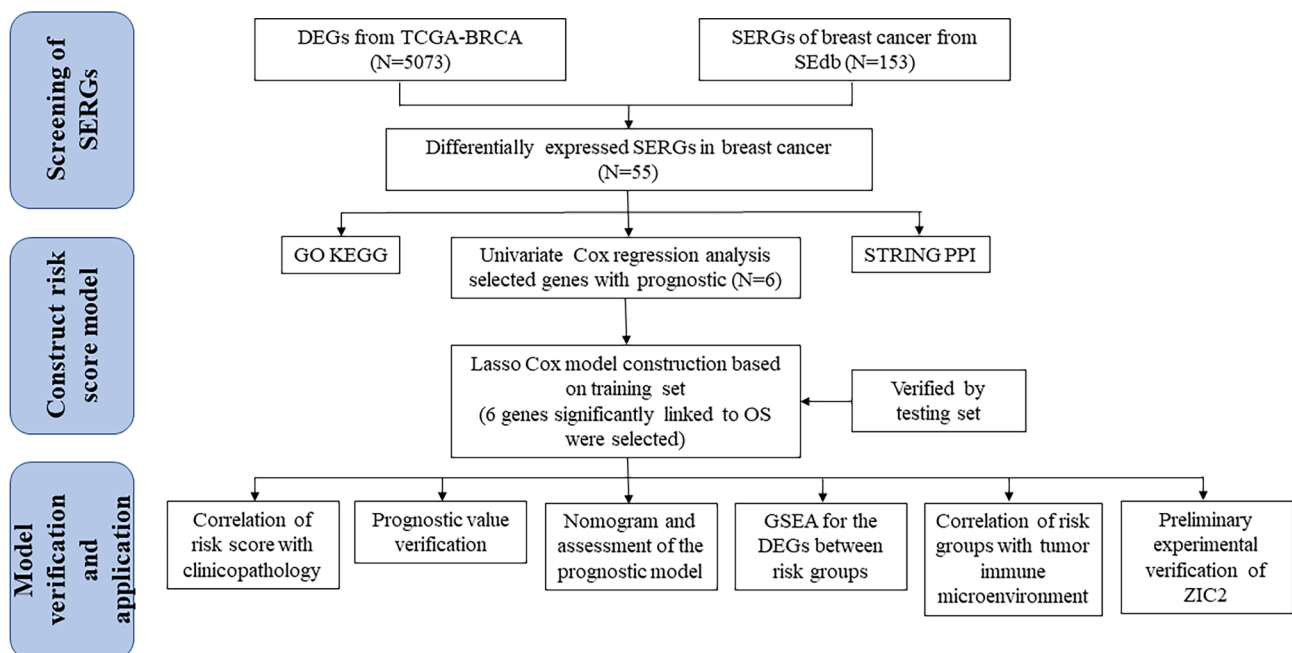 Screening of
SERGs
DEGs from TCGA-BRCA
(N=5073)
SERGs of breast cancer from
SEdb (N=153)
Differentially expressed SERGs in breast cancer
(N=55)
Construct risk
score model
GO KEGG
Univariate Cox regression analysis
selected genes with prognostic (N=6)
STRING PPI
Lasso Cox model construction based
on training set
(6 genes significantly linked to OS
were selected)
Verified by
testing set
Model
verification
and
application
Correlation of
risk score with
clinicopathology
Prognostic value
verification
Nomogram and
assessment of the
prognostic model
GSEA for the
DEGs between
risk groups
Correlation of risk
groups with tumor
immune
microenvironment
Preliminary
experimental
verification of
ZIC2